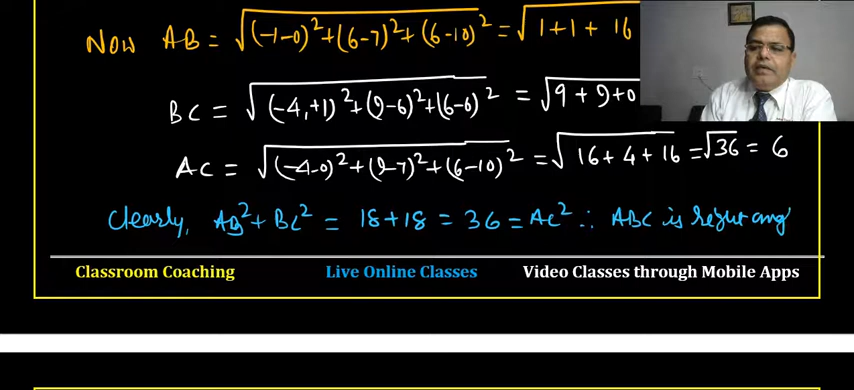 Now AB = √(-1-0)²+(6-7)²+(6-10)² = √1+1+16
BC = √(-4+1)²+(9-6)²+(6-6)² = √9+9+0
AC = √(-4-0)²+(9-7)²+(6-10)² = √16+4+16 = √36 = 6
Clearly, AB²+BC² = 18+18 = 36 = AC² ∴ ABC is right ang
Classroom Coaching Live Online Classes Video Classes through Mobile Apps